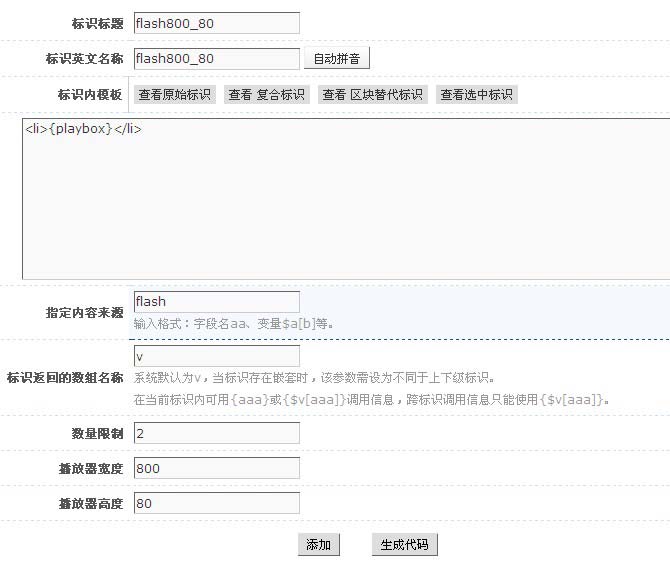 标识标题 flash800_80
标识英文名称 flash800_80 自动拼音
标识内模板 查看原始标识 查看 复合标识 查看 区块替代标识 查看选中标识
<li>{playbox}</li>
指定内容来源 flash
输入格式：字段名aa、变量$a[b]等。
标识返回的数组名称 v
系统默认为v，当标识存在嵌套时，该参数需设为不同于上下级标识。
在当前标识内可用{aaa}或{$v[aaa]}调用信息，跨标识调用信息只能使用{$v[aaa]}。
数量限制 2
播放器宽度 800
播放器高度 80
添加 生成代码